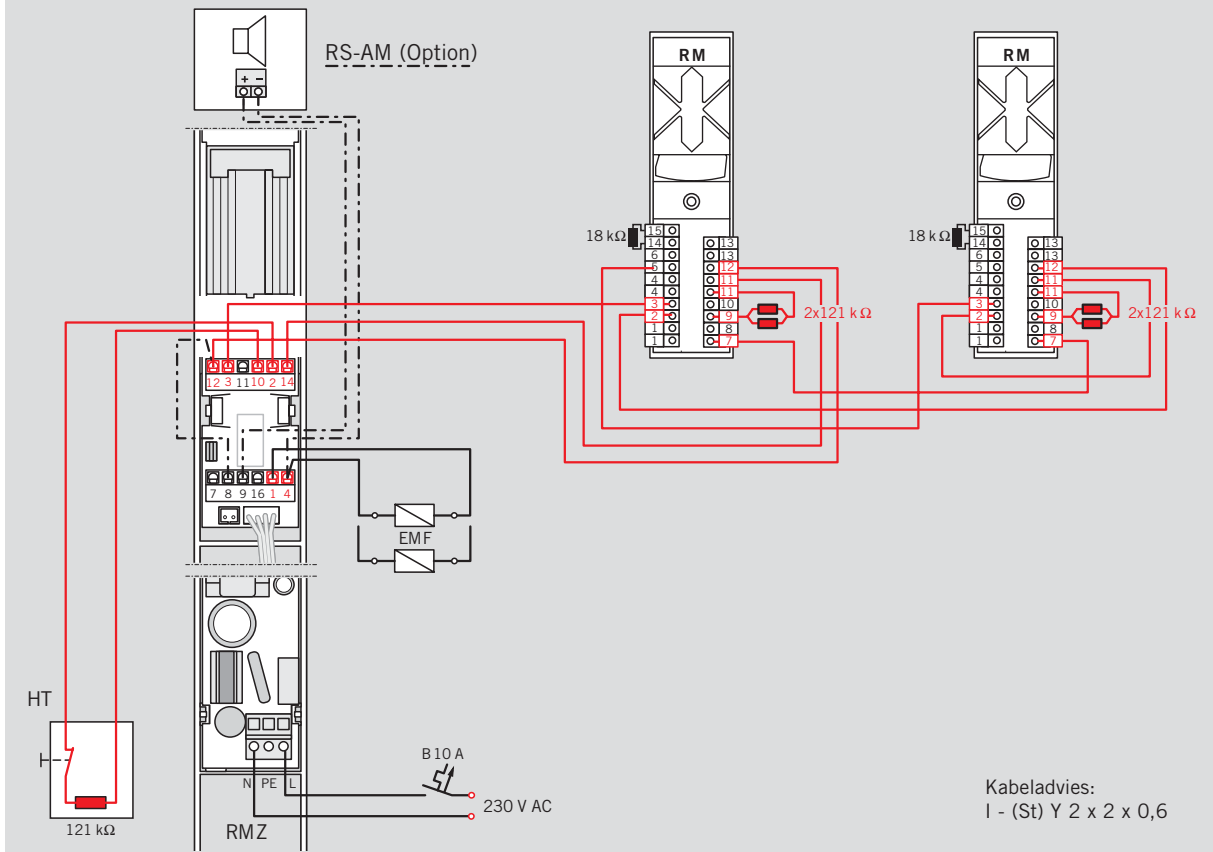 RS-AM (Option)
+ −
RM
RM
18 kΩ
15
14
6
5
4
4
3
2
1
1
13
13
12
11
11
10
9
8
7
2x121 kΩ
18 kΩ
15
14
6
5
4
4
3
2
1
1
13
13
12
11
11
10
9
8
7
2x121 kΩ
12 3 11 10 2 14
7 8 9 16 1 4
EMF
HT
121 kΩ
N PE L
RMZ
B 10 A
230 V AC
Kabeladvies:
I - (St) Y 2 x 2 x 0,6